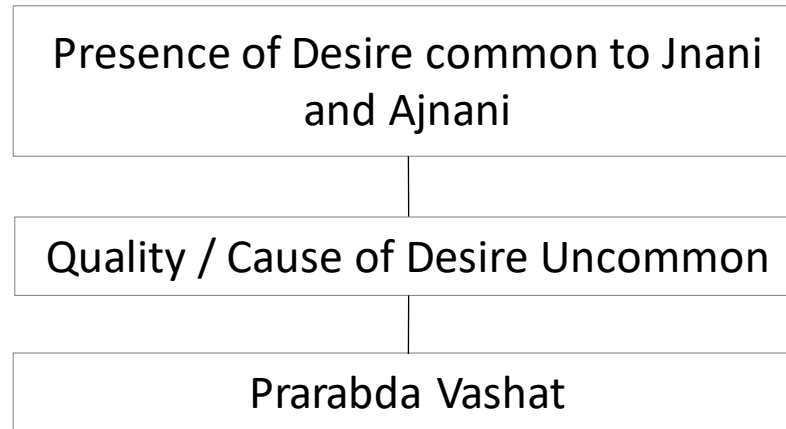 Presence of Desire common to Jnani
and Ajnani
Quality / Cause of Desire Uncommon
Prarabda Vashat